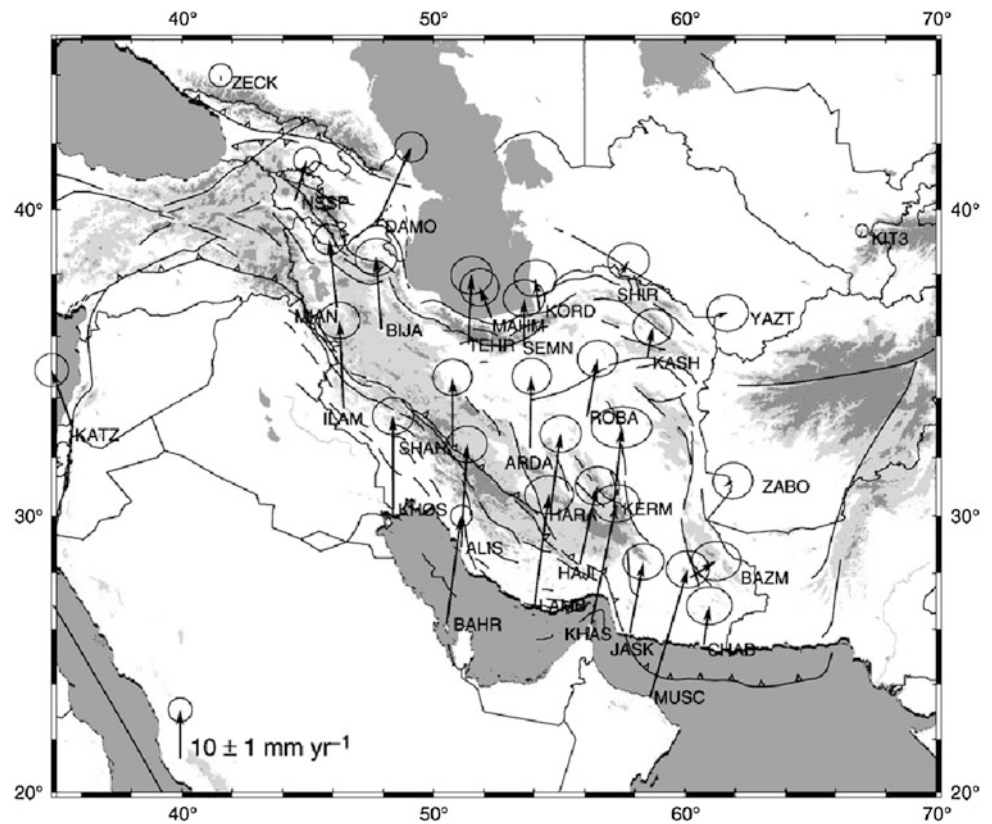 40° 50° 60° 70°
ZECK
40° 40°
NSSP
DAMO
KIT3
SHIR
MIAN
BIJA
MAHM
KORD
YAZT
TEHR
SEMN
KASH
ILAM
ROBA
KATZ
SHAH
ARDA
ZABO
KHOS
HARA
KERM
30° 30°
ALIS
HAJI
BAZM
LAMB
BAHR
KHAS
JASK
CHAB
MUSC
10 ± 1 mm yr⁻¹
20° 20°
40° 50° 60° 70°